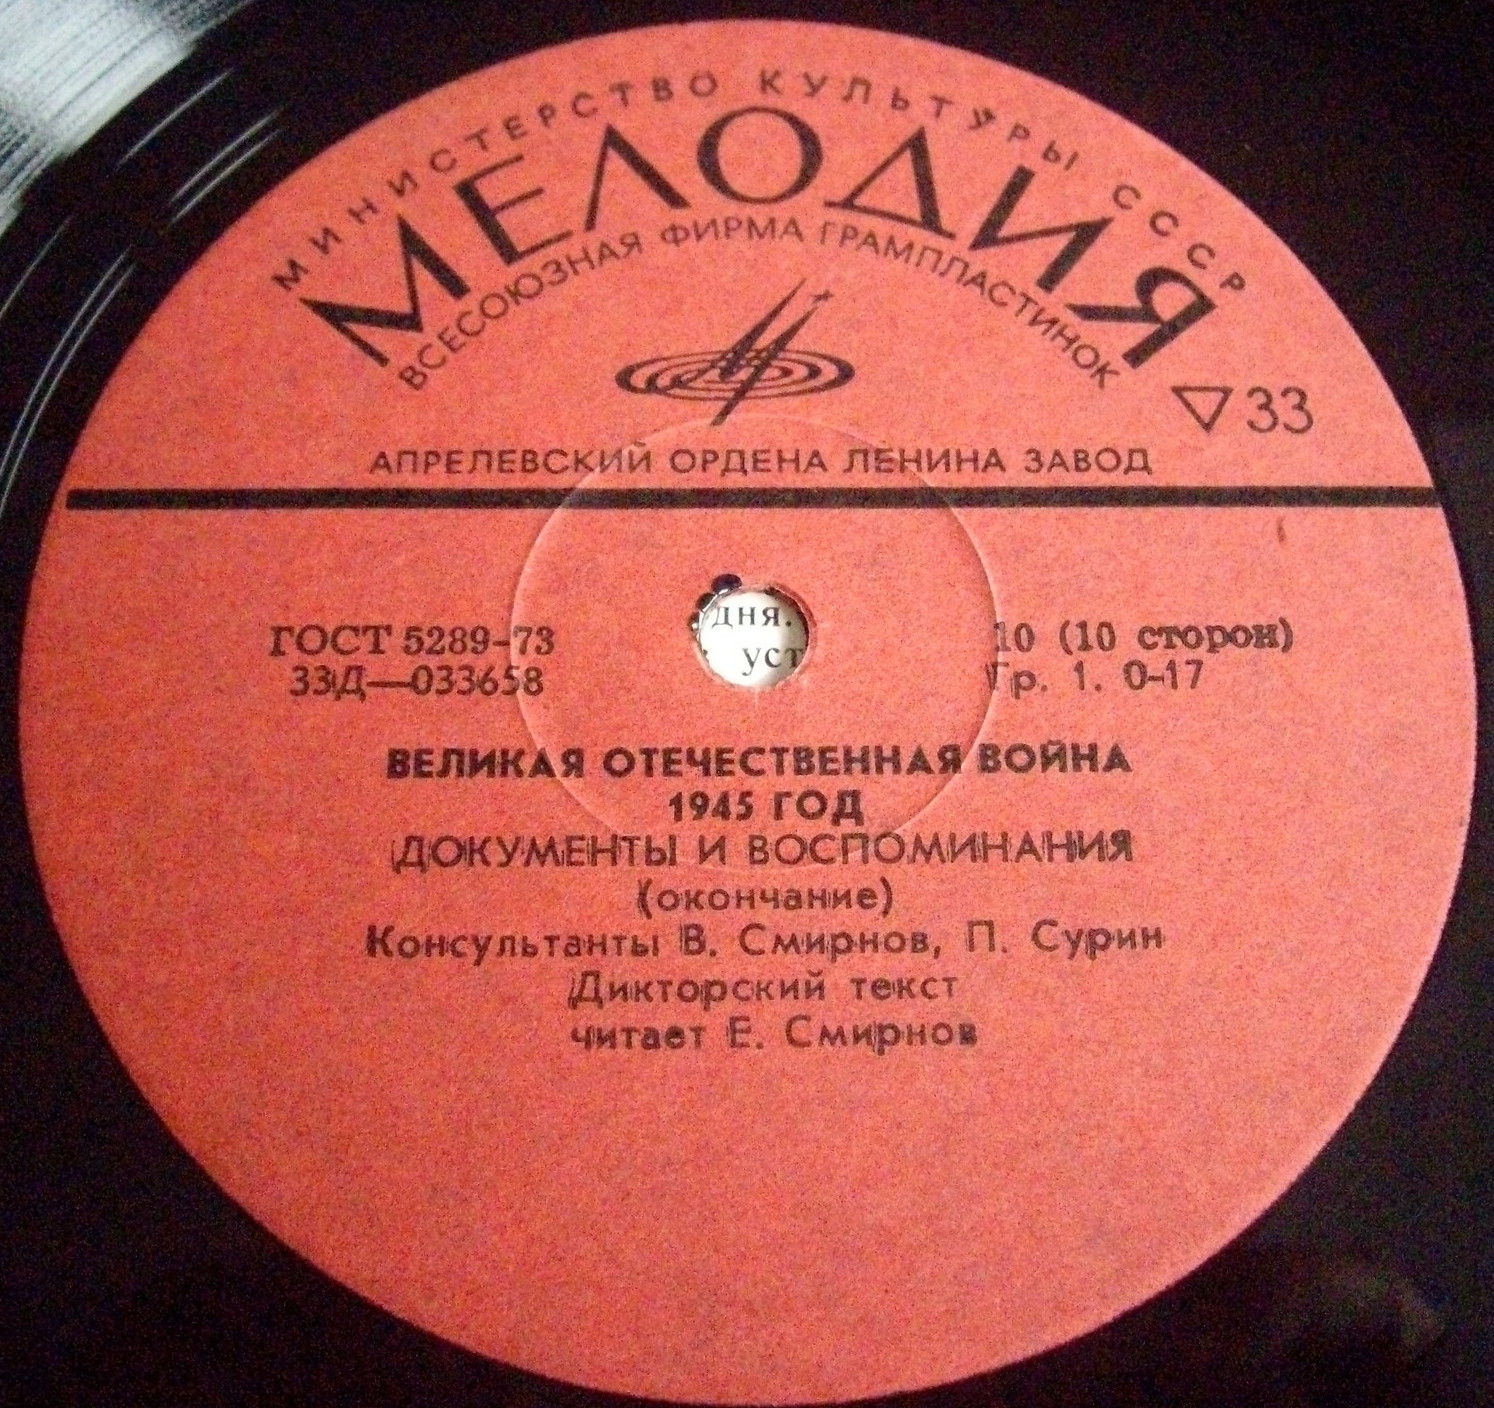 МИНИСТЕРСТВО КУЛЬТУРЫ СССР
МЕЛОДИЯ
ВСЕСОЮЗНАЯ ФИРМА ГРАМПЛАСТИНОК
33
АПРЕЛЕВСКИЙ ОРДЕНА ЛЕНИНА ЗАВОД
дня.
уст
ГОСТ 5289-73
33Д—033658
10 (10 сторон)
Гр. 1. 0-17
ВЕЛИКАЯ ОТЕЧЕСТВЕННАЯ ВОЙНА
1945 ГОД
ДОКУМЕНТЫ И ВОСПОМИНАНИЯ
(окончание)
Консультанты В. Смирнов, П. Сурин
Дикторский текст
читает Е. Смирнов